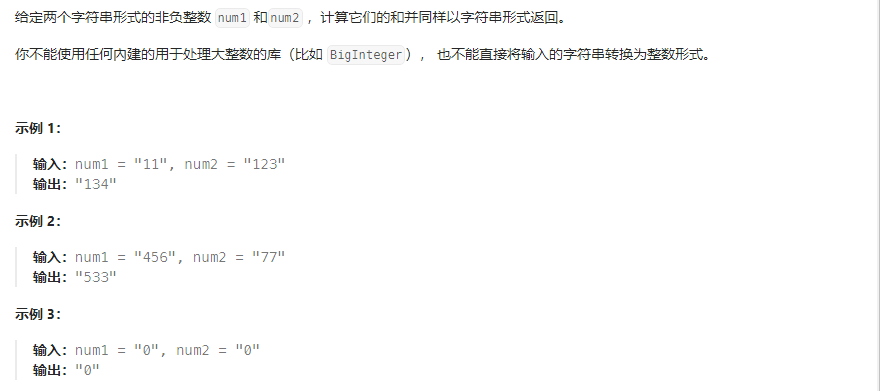 给定两个字符串形式的非负整数 num1 和num2 ，计算它们的和并同样以字符串形式返回。
你不能使用任何內建的用于处理大整数的库（比如 BigInteger）， 也不能直接将输入的字符串转换为整数形式。
示例 1：
输入：num1 = "11", num2 = "123"
输出："134"
示例 2：
输入：num1 = "456", num2 = "77"
输出："533"
示例 3：
输入：num1 = "0", num2 = "0"
输出："0"